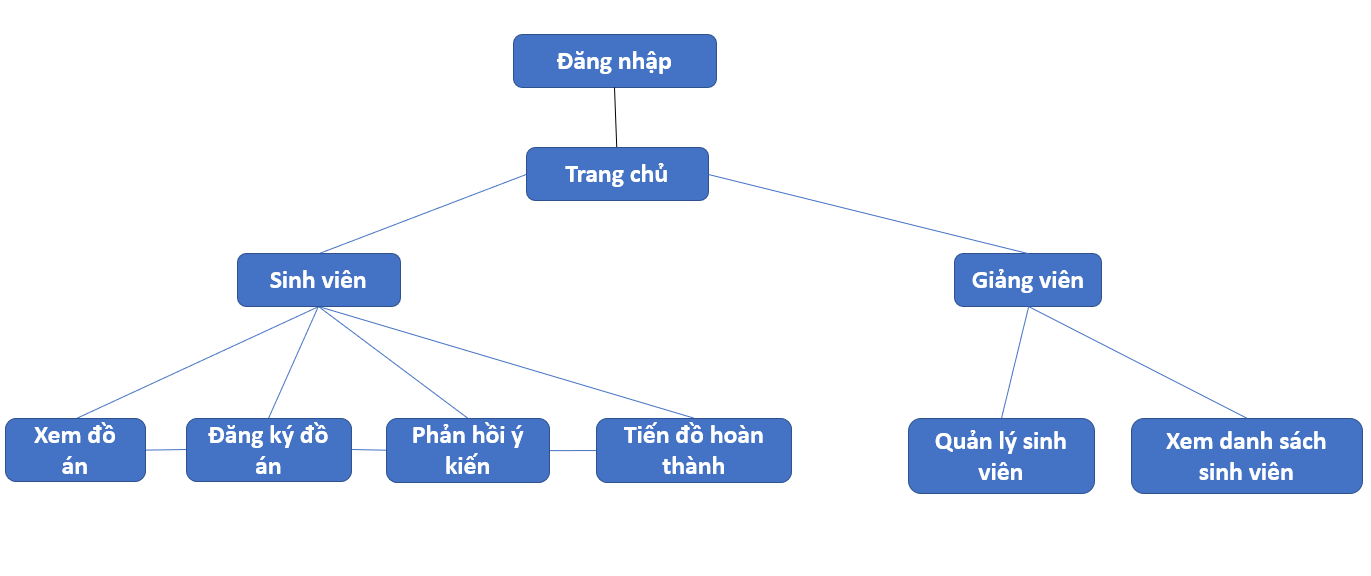 Đăng nhập
Trang chủ
Sinh viên
Giảng viên
Xem đồ
án
Đăng ký đồ
án
Phản hồi ý
kiến
Tiến đồ hoàn
thành
Quản lý sinh
viên
Xem danh sách
sinh viên